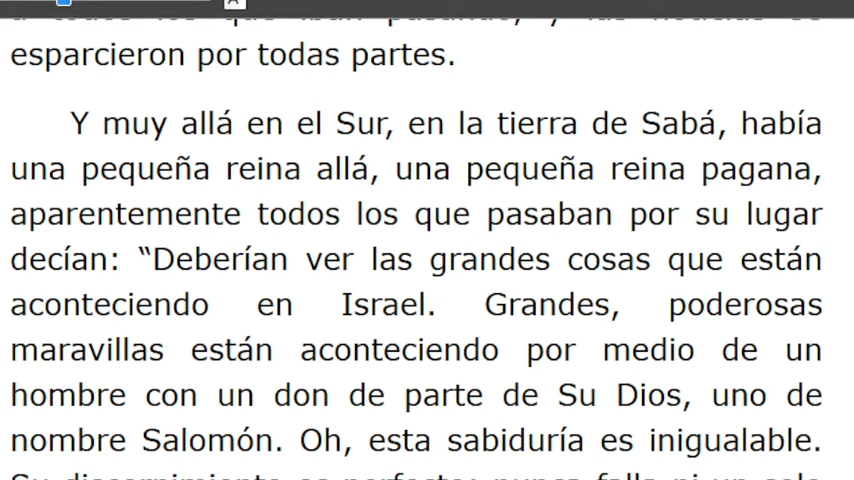 esparcieron por todas partes.
Y muy allá en el Sur, en la tierra de Sabá, había
una pequeña reina allá, una pequeña reina pagana,
aparentemente todos los que pasaban por su lugar
decían: “Deberían ver las grandes cosas que están
aconteciendo en Israel. Grandes, poderosas
maravillas están aconteciendo por medio de un
hombre con un don de parte de Su Dios, uno de
nombre Salomón. Oh, esta sabiduría es inigualable.